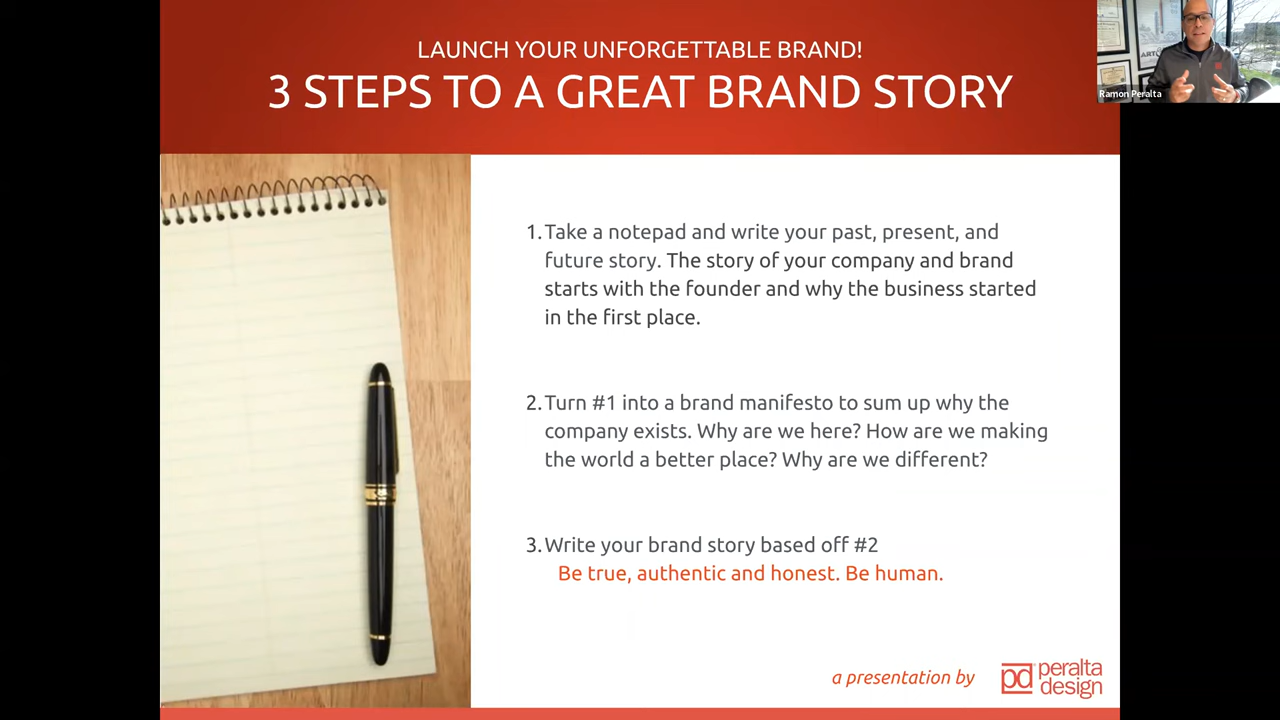 LAUNCH YOUR UNFORGETTABLE BRAND!
3 STEPS TO A GREAT BRAND STORY
Ramon Peralta
1. Take a notepad and write your past, present, and
future story. The story of your company and brand
starts with the founder and why the business started
in the first place.
2. Turn #1 into a brand manifesto to sum up why the
company exists. Why are we here? How are we making
the world a better place? Why are we different?
3. Write your brand story based off #2
Be true, authentic and honest. Be human.
a presentation by
pd peralta
design